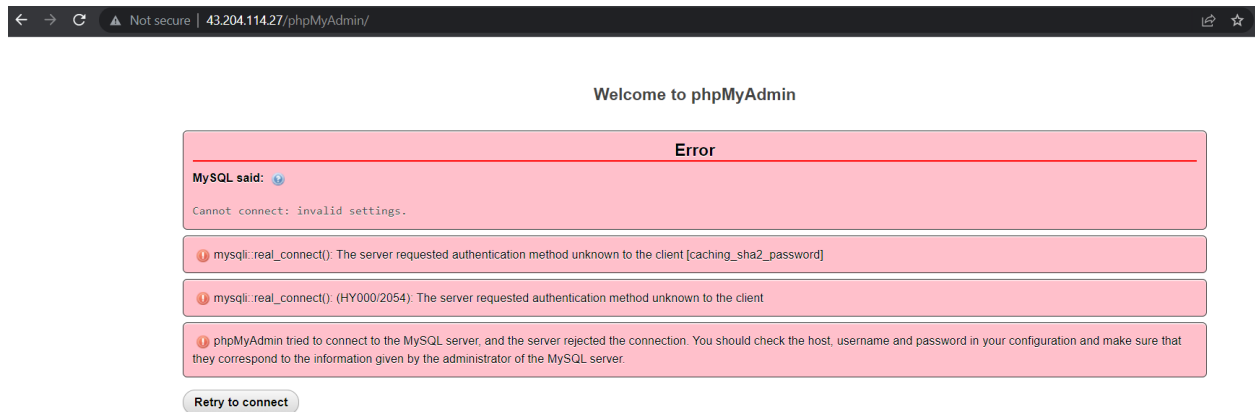 Not secure | 43.204.114.27/phpMyAdmin/
Welcome to phpMyAdmin
Error
MySQL said:
Cannot connect: invalid settings.
mysqli::real_connect(): The server requested authentication method unknown to the client [caching_sha2_password]
mysqli::real_connect(): (HY000/2054): The server requested authentication method unknown to the client
phpMyAdmin tried to connect to the MySQL server, and the server rejected the connection. You should check the host, username and password in your configuration and make sure that
they correspond to the information given by the administrator of the MySQL server.
Retry to connect